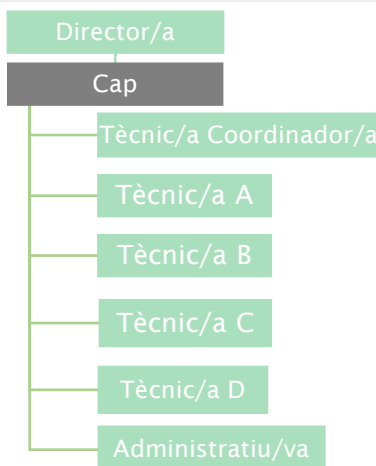 Director/a
Cap
Tècnic/a Coordinador/a
Tècnic/a A
Tècnic/a B
Tècnic/a C
Tècnic/a D
Administratiu/va